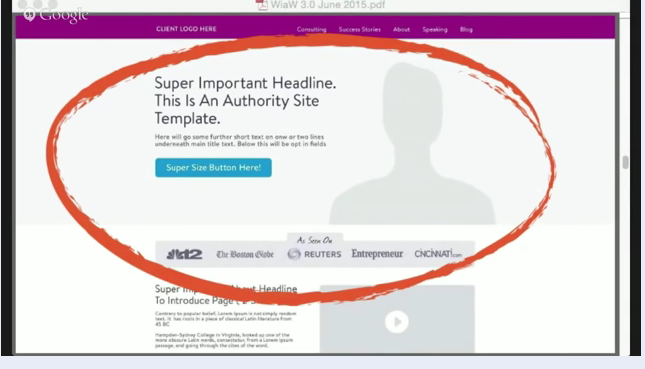 WiaW 3.0 June 2015.pdf
Google
CLIENT LOGO HERE
Consulting Success Stories About Speaking Blog
Super Important Headline.
This Is An Authority Site
Template.
Here will go some further short text on onw or two lines
underneath main title text. Below this will be opt in fields
Super Size Button Here!
As Seen On
The Boston Globe REUTERS Entrepreneur CiNCiNNATi.com
Super About Headline
To Introduce Page
Contrary to popular belief, Lorem Ipsum is not simply random
text. It has roots in a piece of classical Latin literature from
45 BC
Hampden-Sydney College in Virginia, looked up one of the
more obscure Latin words, consectetur, from a Lorem Ipsum
passage, and going through the cites of the word,